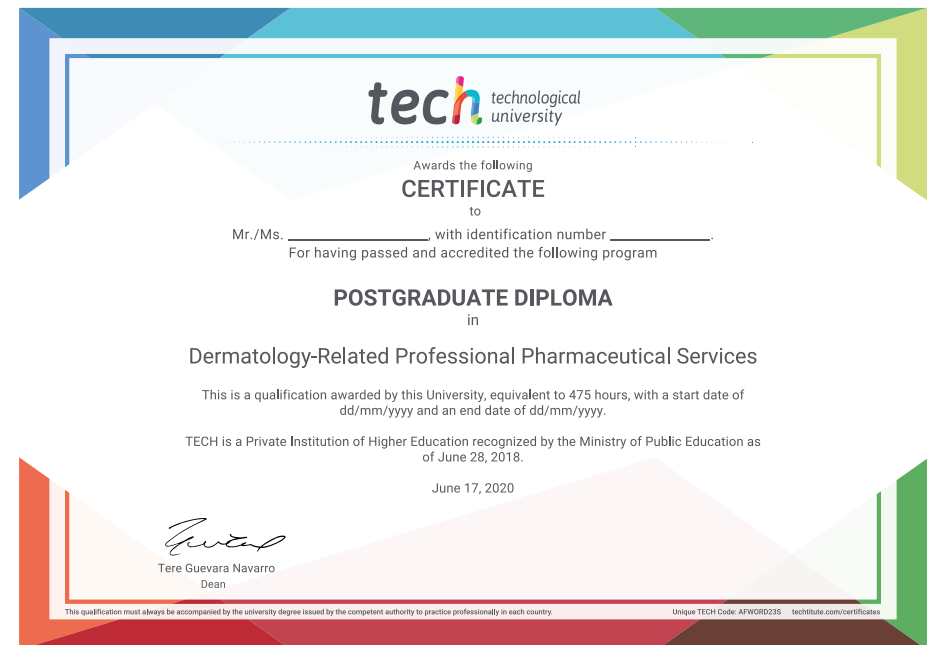 tech technological
university
Awards the following
CERTIFICATE
to
Mr./Ms. ____________________, with identification number ______________.
For having passed and accredited the following program
POSTGRADUATE DIPLOMA
in
Dermatology-Related Professional Pharmaceutical Services
This is a qualification awarded by this University, equivalent to 475 hours, with a start date of
dd/mm/yyyy and an end date of dd/mm/yyyy.
TECH is a Private Institution of Higher Education recognized by the Ministry of Public Education as
of June 28, 2018.
June 17, 2020
Tere Guevara Navarro
Dean
This qualification must always be accompanied by the university degree issued by the competent authority to practice professionally in each country. Unique TECH Code: AFWORD23S techtitute.com/certificates